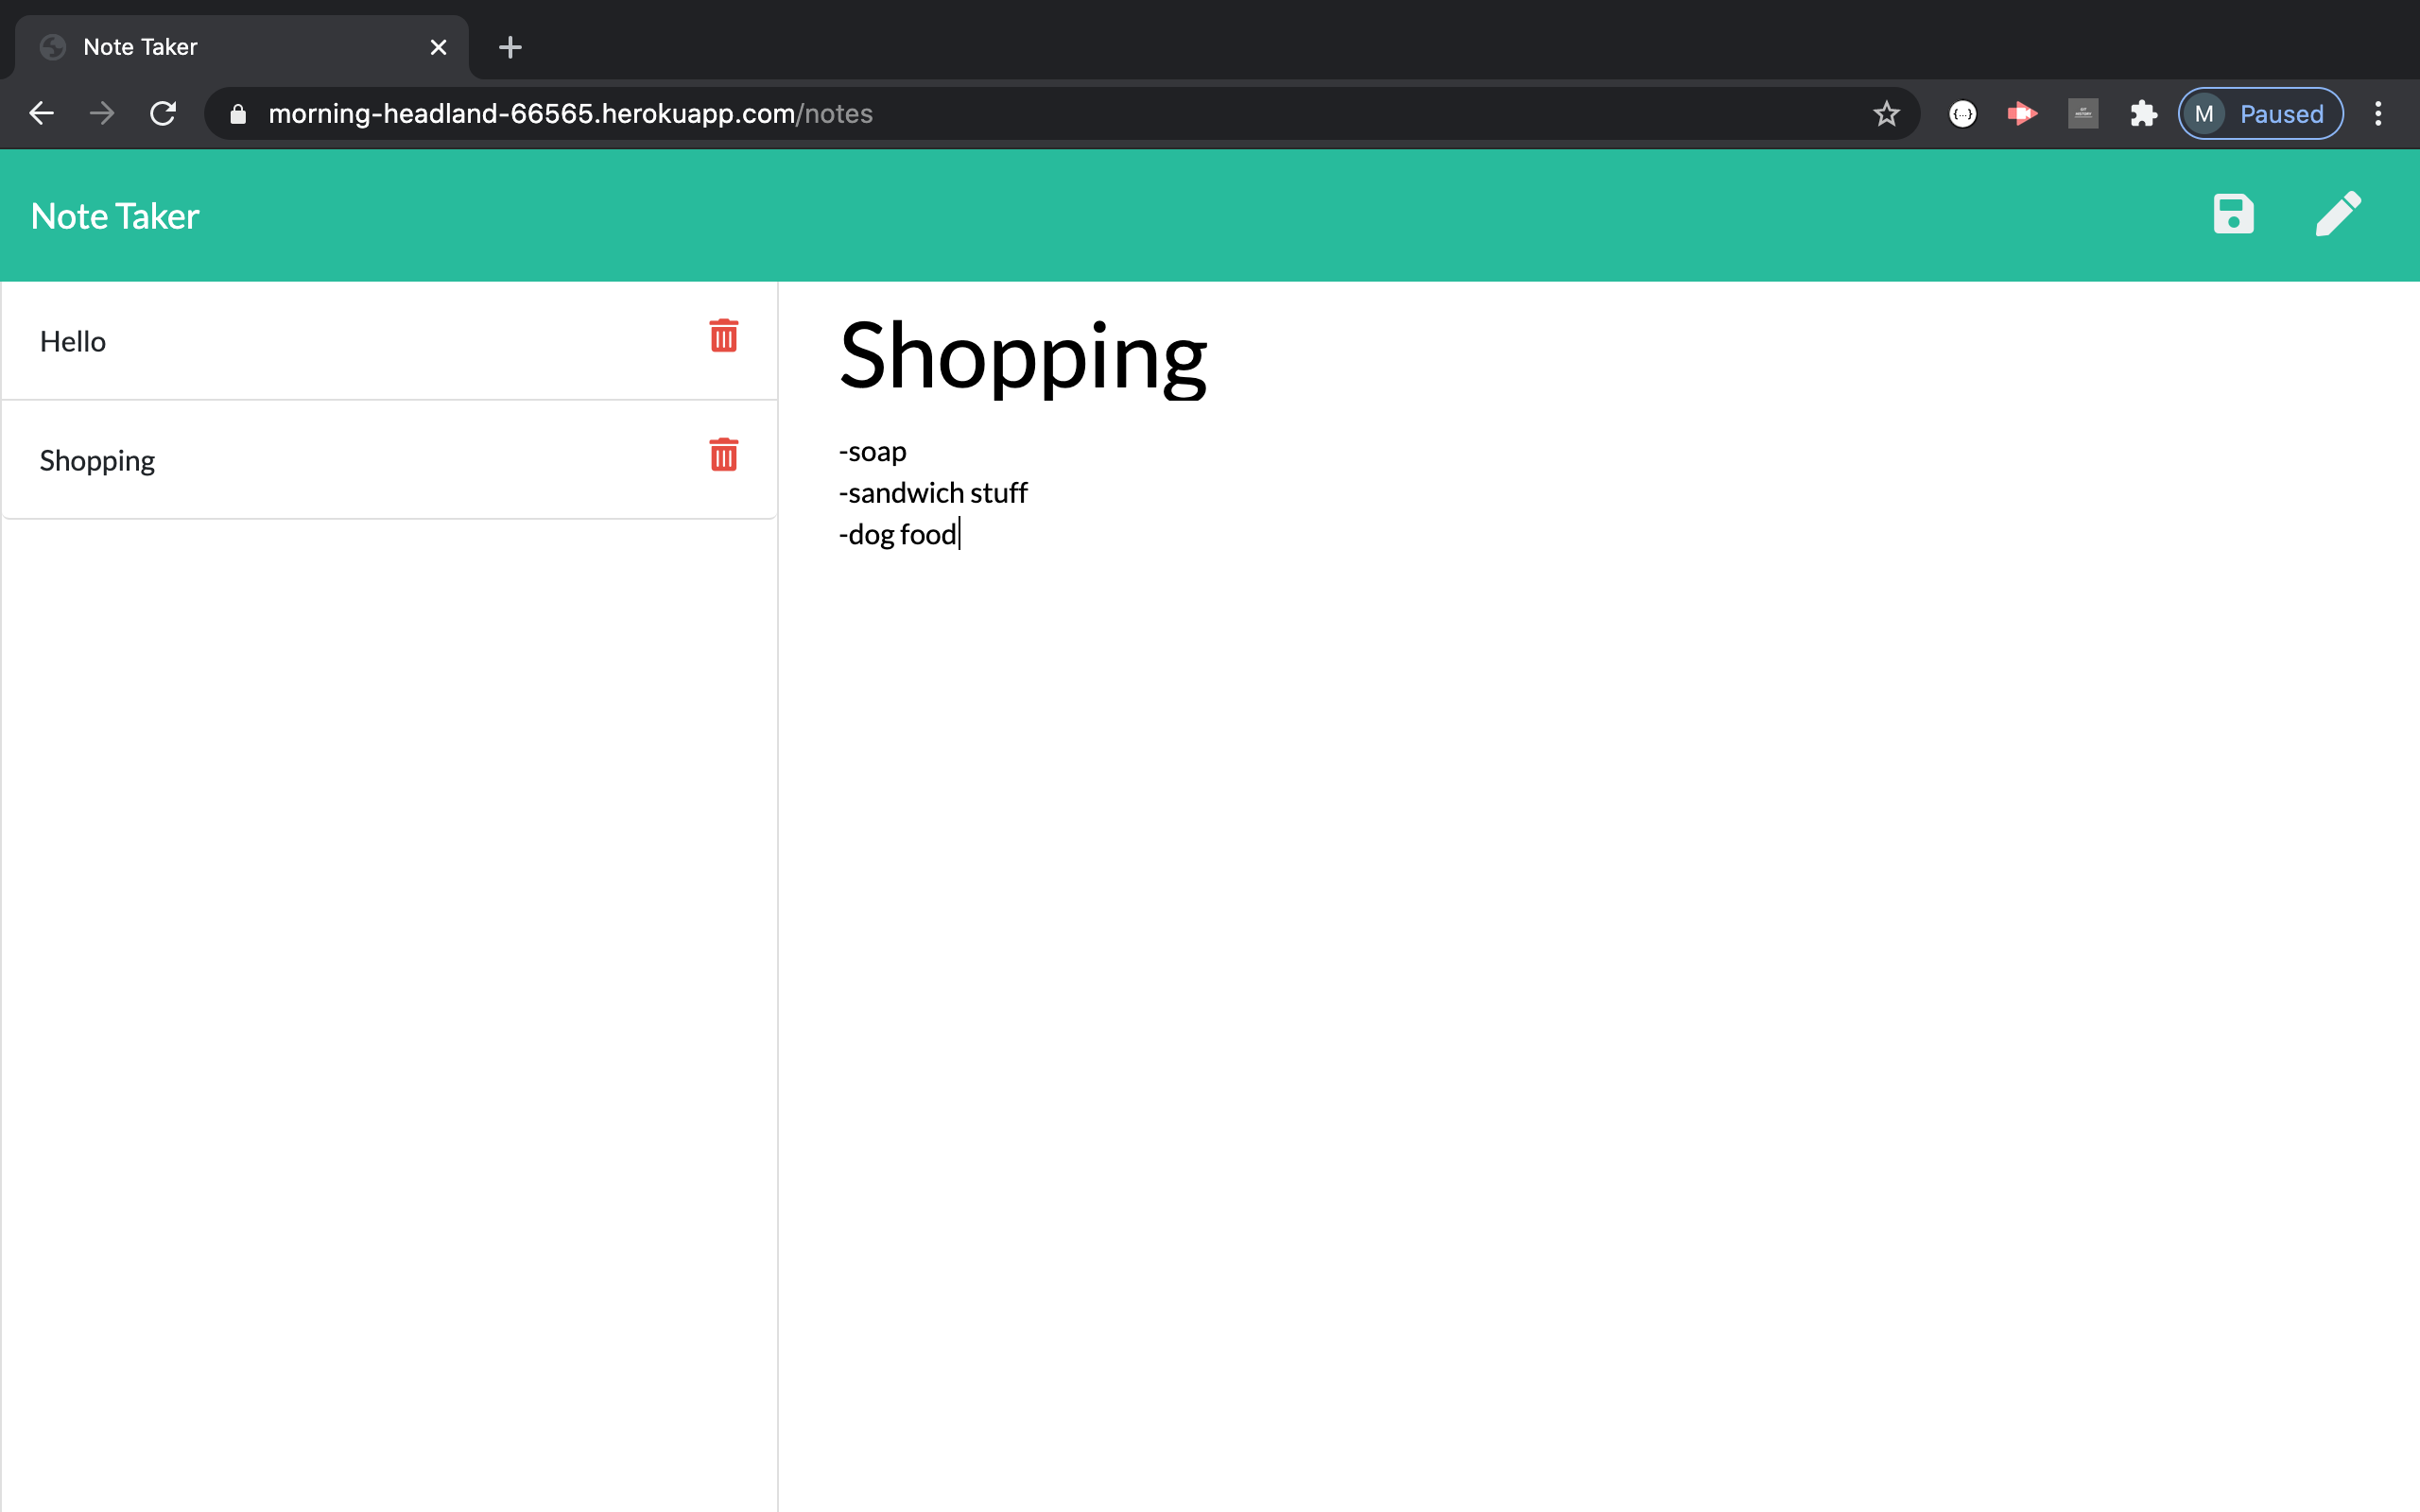 Note Taker
morning-headland-66565.herokuapp.com/notes
M Paused
Note Taker
Hello
Shopping
Shopping
-soap
-sandwich stuff
-dog food